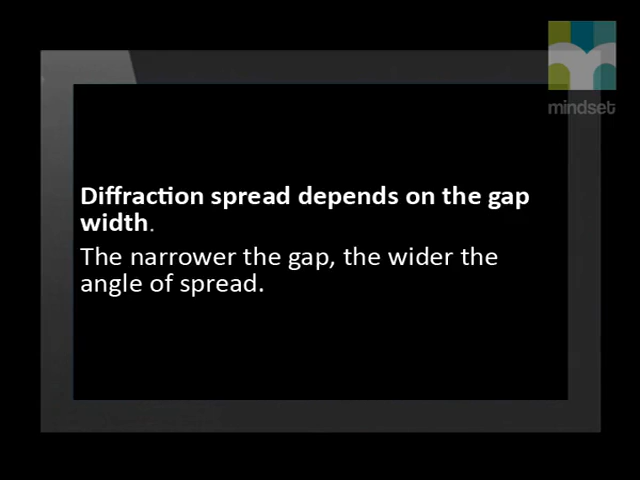 mindset
Diffraction spread depends on the gap
width.
The narrower the gap, the wider the
angle of spread.